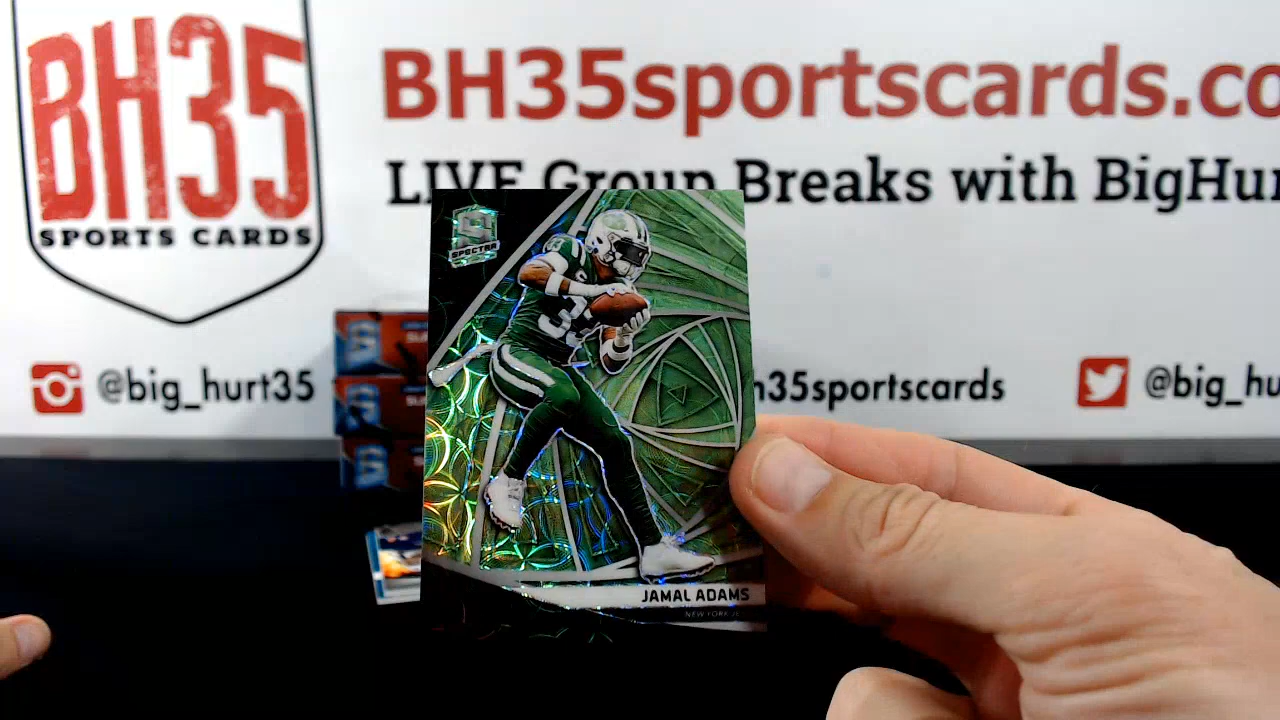 BH35
SPORTS CARDS
BH35sportscards.co
LIVE Group Breaks with BigHur
@big_hurt35
h35sportscards
@big_hu
SPECTRA
33
JAMAL ADAMS
NEW YORK JE